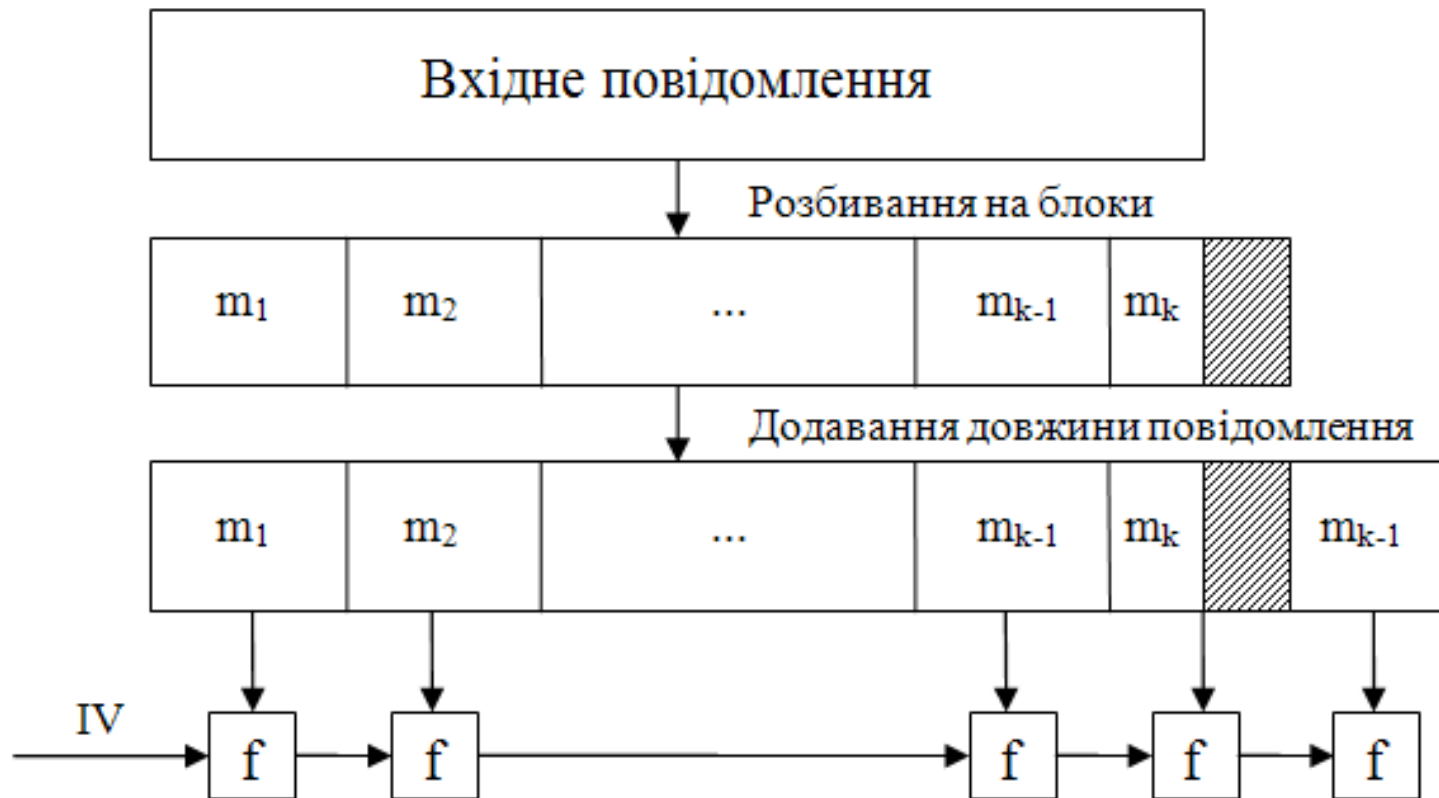 Вхідне повідомлення
Розбивання на блоки
m₁ m₂ ... mₖ₋₁ mₖ
Додавання довжини повідомлення
m₁ m₂ ... mₖ₋₁ mₖ mₖ₋₁
IV
f f f f f